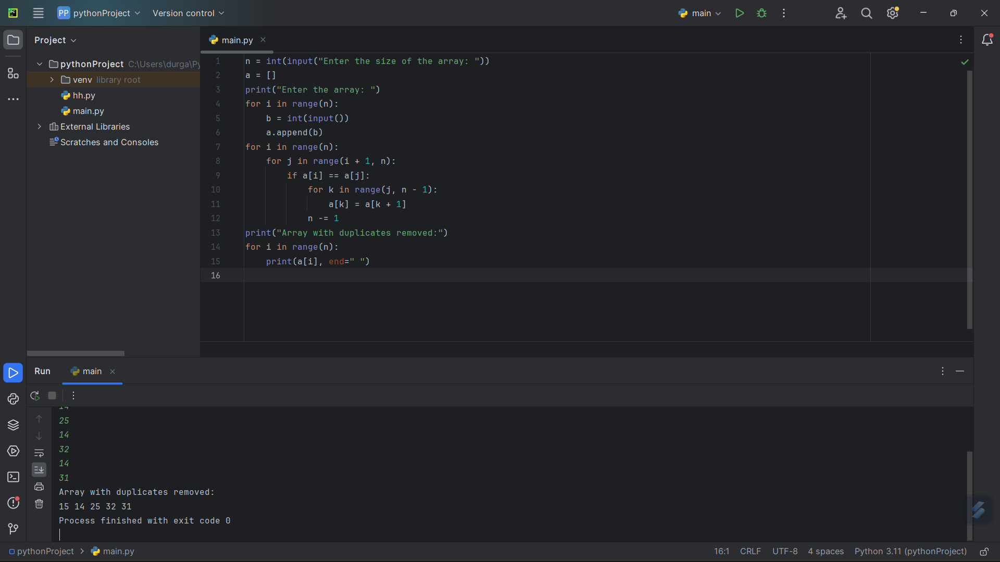 PC
PP pythonProject Version control main
Project main.py
pythonProject C:\Users\durga\Py
venv library root
hh.py
main.py
External Libraries
Scratches and Consoles
1 n = int(input("Enter the size of the array: "))
2 a = []
3 print("Enter the array: ")
4 for i in range(n):
5 b = int(input())
6 a.append(b)
7 for i in range(n):
8 for j in range(i + 1, n):
9 if a[i] == a[j]:
10 for k in range(j, n - 1):
11 a[k] = a[k + 1]
12 n -= 1
13 print("Array with duplicates removed:")
14 for i in range(n):
15 print(a[i], end=" ")
16
Run main
14
25
14
32
14
31
Array with duplicates removed:
15 14 25 32 31
Process finished with exit code 0
pythonProject > main.py 16:1 CRLF UTF-8 4 spaces Python 3.11 (pythonProject)